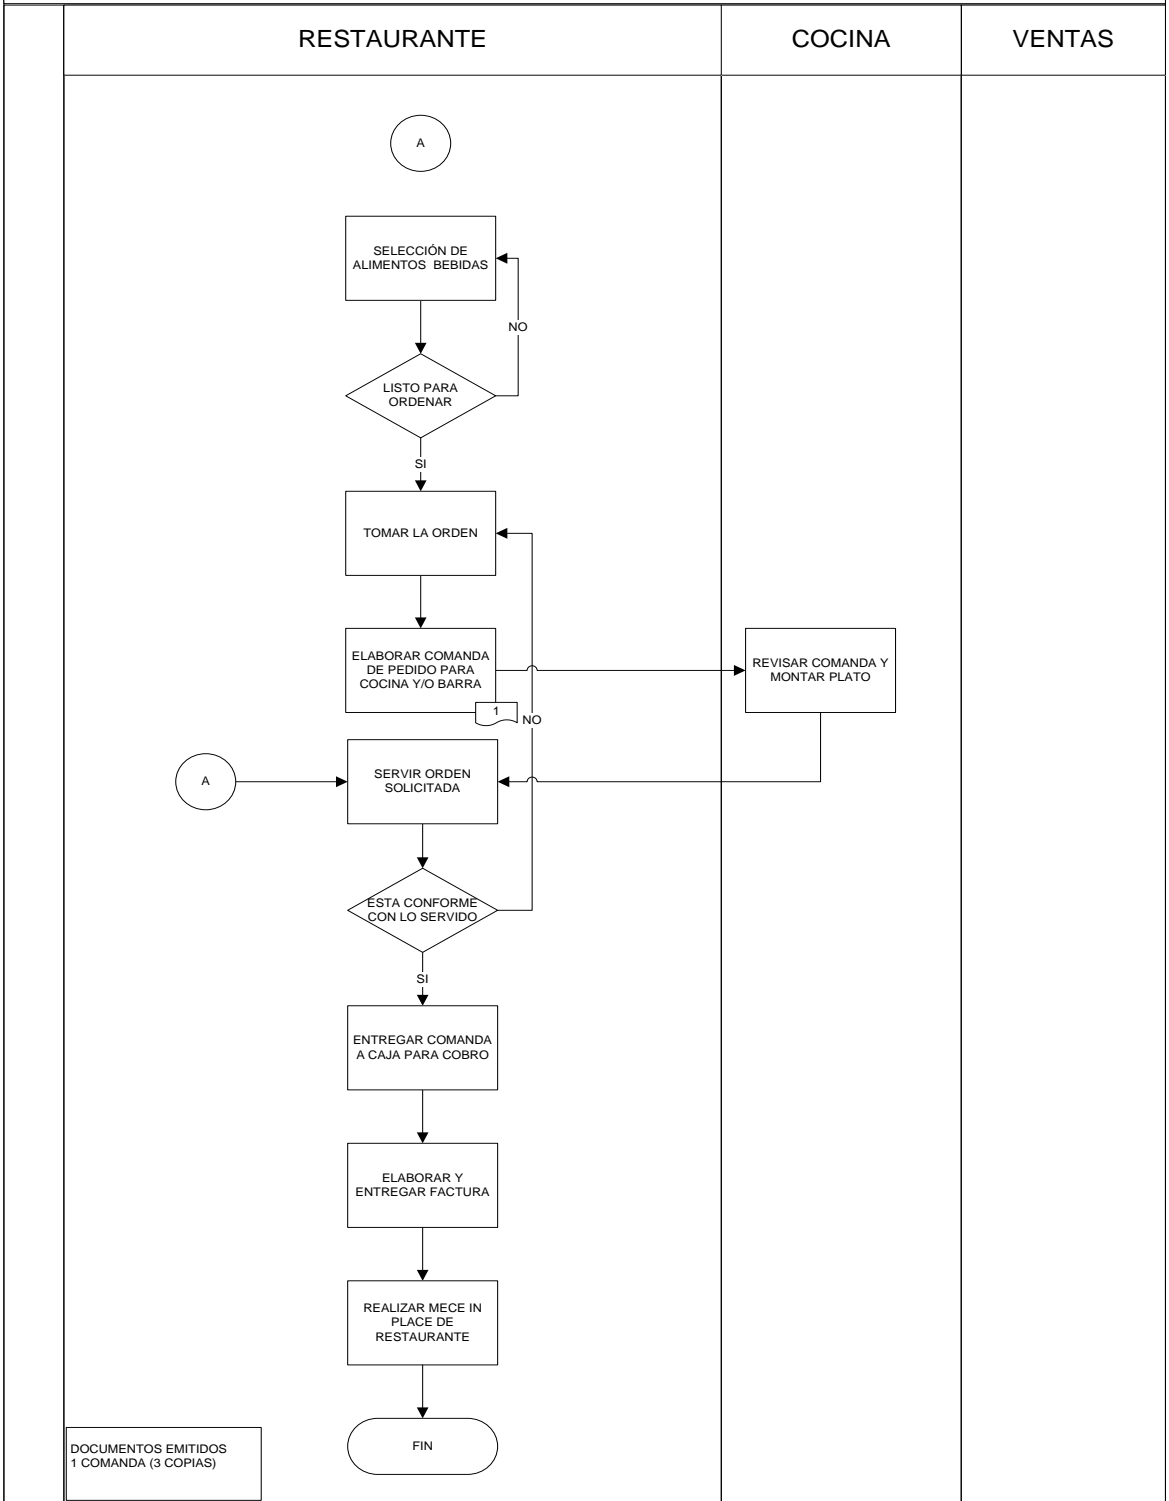 RESTAURANTE
COCINA
VENTAS
A
SELECCIÓN DE
ALIMENTOS BEBIDAS
NO
LISTO PARA
ORDENAR
SI
TOMAR LA ORDEN
ELABORAR COMANDA
DE PEDIDO PARA
COCINA Y/O BARRA
REVISAR COMANDA Y
MONTAR PLATO
1
NO
A
SERVIR ORDEN
SOLICITADA
ESTA CONFORME
CON LO SERVIDO
SI
ENTREGAR COMANDA
A CAJA PARA COBRO
ELABORAR Y
ENTREGAR FACTURA
REALIZAR MECE IN
PLACE DE
RESTAURANTE
FIN
DOCUMENTOS EMITIDOS
1 COMANDA (3 COPIAS)